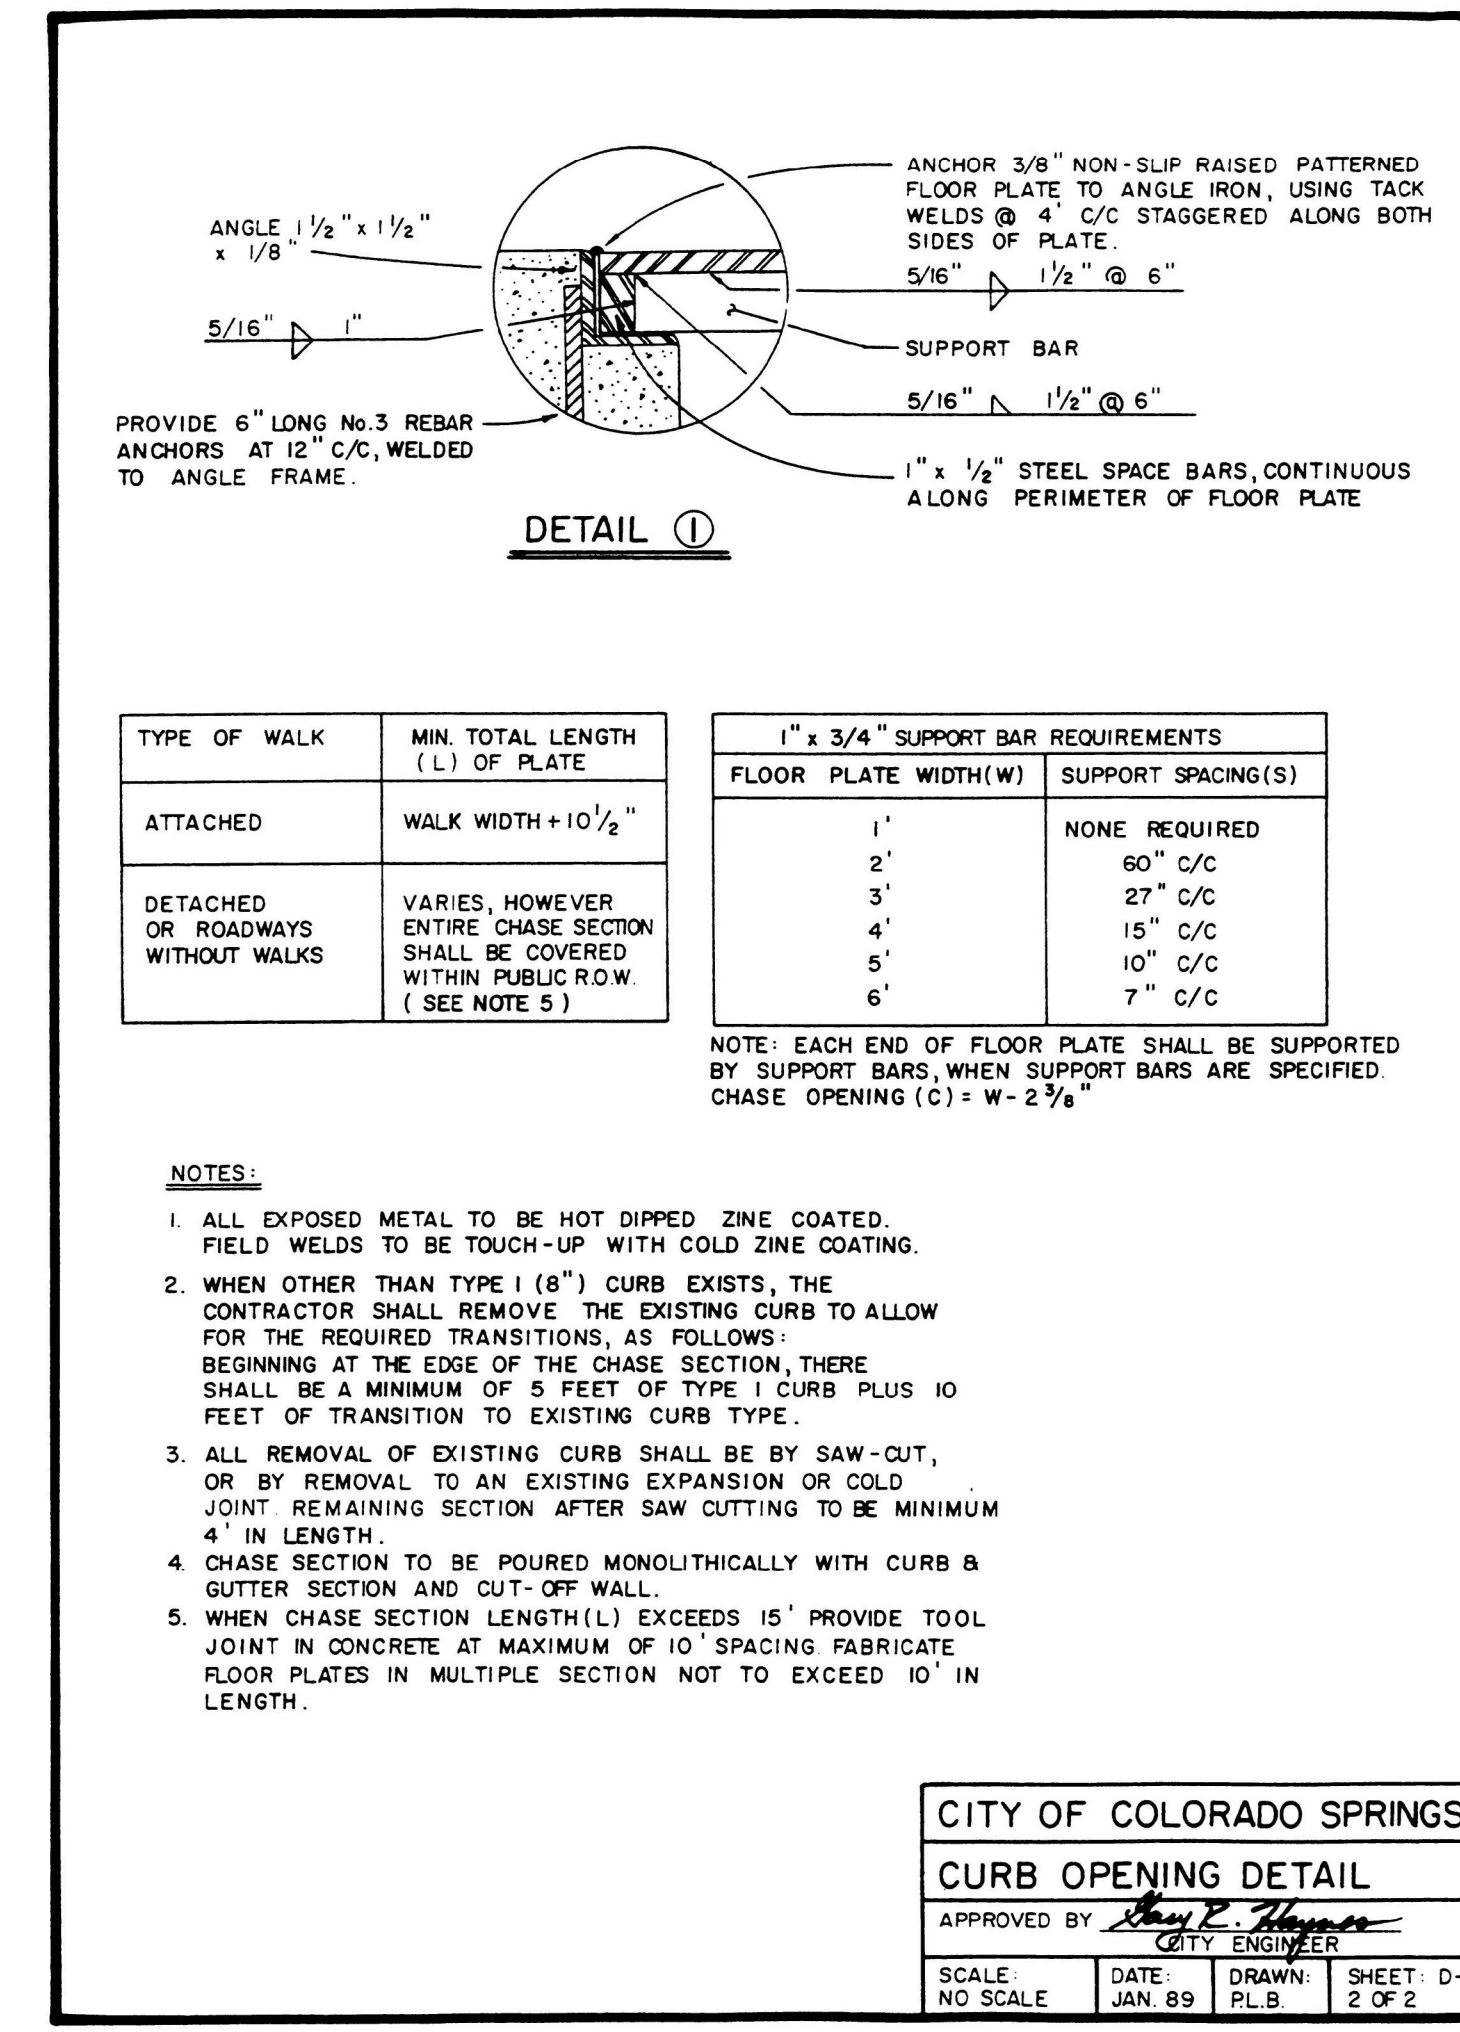 ANCHOR 3/8" NON-SLIP RAISED PATTERNED
FLOOR PLATE TO ANGLE IRON, USING TACK
WELDS @ 4' C/C STAGGERED ALONG BOTH
SIDES OF PLATE.
ANGLE 1 1/2" x 1 1/2"
x 1/8"
5/16" 1 1/2" @ 6"
5/16" 1"
SUPPORT BAR
5/16" 1 1/2" @ 6"
PROVIDE 6" LONG No.3 REBAR
ANCHORS AT 12" C/C, WELDED
TO ANGLE FRAME.
1" x 1/2" STEEL SPACE BARS, CONTINUOUS
ALONG PERIMETER OF FLOOR PLATE
DETAIL 1
TYPE OF WALK
MIN. TOTAL LENGTH
(L) OF PLATE
ATTACHED
WALK WIDTH + 10 1/2"
DETACHED
OR ROADWAYS
WITHOUT WALKS
VARIES, HOWEVER
ENTIRE CHASE SECTION
SHALL BE COVERED
WITHIN PUBLIC R.O.W.
(SEE NOTE 5)
1" x 3/4" SUPPORT BAR REQUIREMENTS
FLOOR PLATE WIDTH(W) SUPPORT SPACING(S)
1' NONE REQUIRED
2' 60" C/C
3' 27" C/C
4' 15" C/C
5' 10" C/C
6' 7" C/C
NOTE: EACH END OF FLOOR PLATE SHALL BE SUPPORTED
BY SUPPORT BARS, WHEN SUPPORT BARS ARE SPECIFIED.
CHASE OPENING (C) = W - 2 3/8"
NOTES:
1. ALL EXPOSED METAL TO BE HOT DIPPED ZINE COATED.
FIELD WELDS TO BE TOUCH-UP WITH COLD ZINE COATING.
2. WHEN OTHER THAN TYPE 1 (8") CURB EXISTS, THE
CONTRACTOR SHALL REMOVE THE EXISTING CURB TO ALLOW
FOR THE REQUIRED TRANSITIONS, AS FOLLOWS:
BEGINNING AT THE EDGE OF THE CHASE SECTION, THERE
SHALL BE A MINIMUM OF 5 FEET OF TYPE 1 CURB PLUS 10
FEET OF TRANSITION TO EXISTING CURB TYPE.
3. ALL REMOVAL OF EXISTING CURB SHALL BE BY SAW-CUT,
OR BY REMOVAL TO AN EXISTING EXPANSION OR COLD
JOINT. REMAINING SECTION AFTER SAW CUTTING TO BE MINIMUM
4' IN LENGTH.
4. CHASE SECTION TO BE POURED MONOLITHICALLY WITH CURB &
GUTTER SECTION AND CUT-OFF WALL.
5. WHEN CHASE SECTION LENGTH(L) EXCEEDS 15' PROVIDE TOOL
JOINT IN CONCRETE AT MAXIMUM OF 10' SPACING. FABRICATE
FLOOR PLATES IN MULTIPLE SECTION NOT TO EXCEED 10' IN
LENGTH.
CITY OF COLORADO SPRINGS
CURB OPENING DETAIL
APPROVED BY Gary R. Haynes
CITY ENGINEER
SCALE:
NO SCALE
DATE:
JAN. 89
DRAWN:
P.L.B.
SHEET: D-
2 OF 2